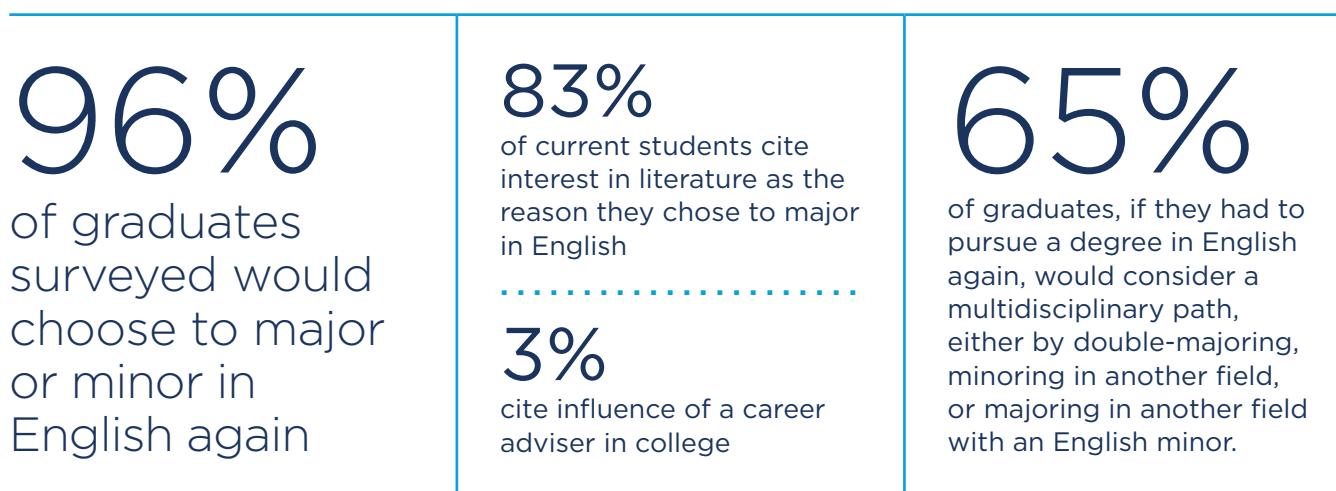 96%
of graduates
surveyed would
choose to major
or minor in
English again
83%
of current students cite
interest in literature as the
reason they chose to major
in English
3%
cite influence of a career
adviser in college
65%
of graduates, if they had to
pursue a degree in English
again, would consider a
multidisciplinary path,
either by double-majoring,
minoring in another field,
or majoring in another field
with an English minor.